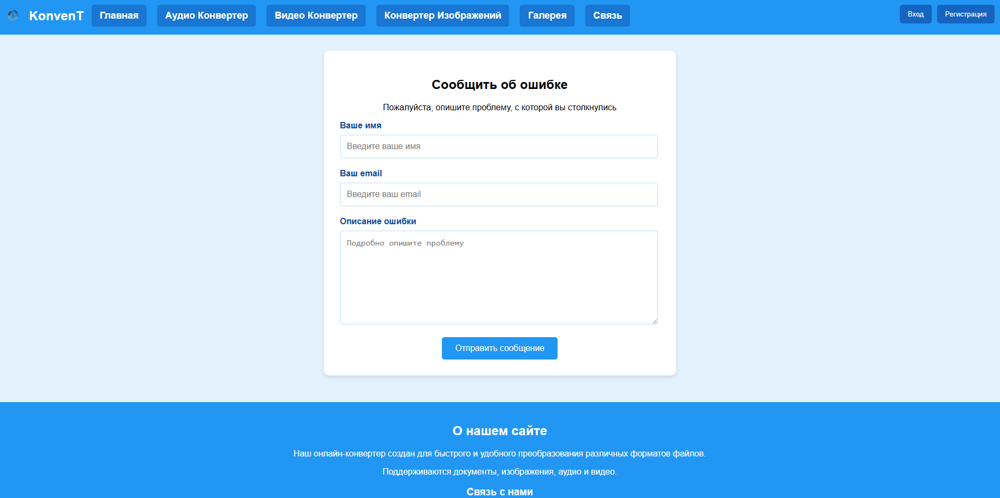 KonvenT Главная Аудио Конвертер Видео Конвертер Конвертер Изображений Галерея Связь Вход Регистрация
Сообщить об ошибке
Пожалуйста, опишите проблему, с которой вы столкнулись
Ваше имя
Введите ваше имя
Ваш email
Введите ваш email
Описание ошибки
Подробно опишите проблему
Отправить сообщение
О нашем сайте
Наш онлайн-конвертер создан для быстрого и удобного преобразования различных форматов файлов.
Поддерживаются документы, изображения, аудио и видео.
Связь с нами